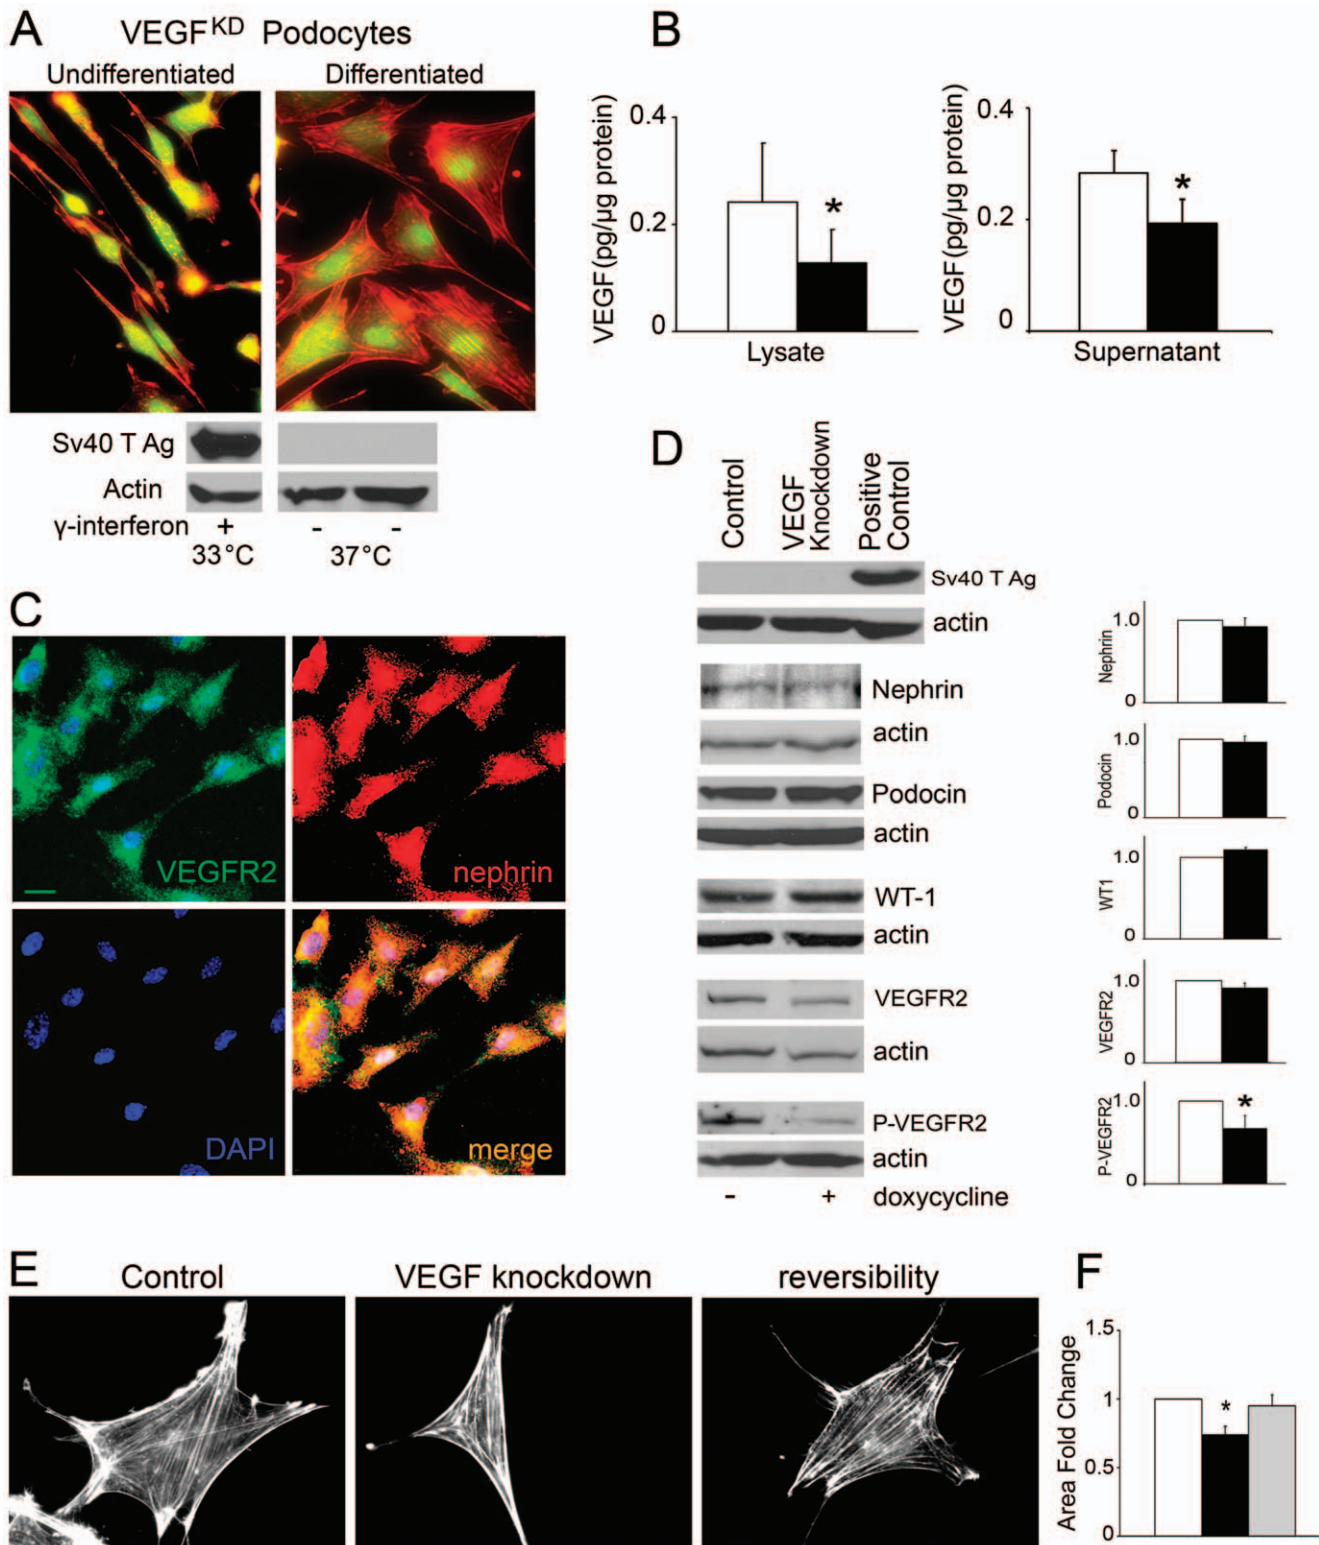 A
VEGFKD Podocytes
Undifferentiated
Differentiated
Sv40 T Ag
Actin
γ-interferon + - -
33°C 37°C
B
VEGF (pg/µg protein)
0.4
0.2
0
*
Lysate
VEGF (pg/µg protein)
0.4
0.2
0
*
Supernatant
C
VEGFR2
nephrin
DAPI
merge
D
Control
VEGF Knockdown
Positive Control
Sv40 T Ag
actin
Nephrin
actin
Podocin
actin
WT-1
actin
VEGFR2
actin
P-VEGFR2
actin
- + doxycycline
Nephrin
1.0
0
Podocin
1.0
0
WT1
1.0
0
VEGFR2
1.0
0
P-VEGFR2
1.0
0
*
E
Control
VEGF knockdown
reversibility
F
Area Fold Change
1.5
1
0.5
0
*